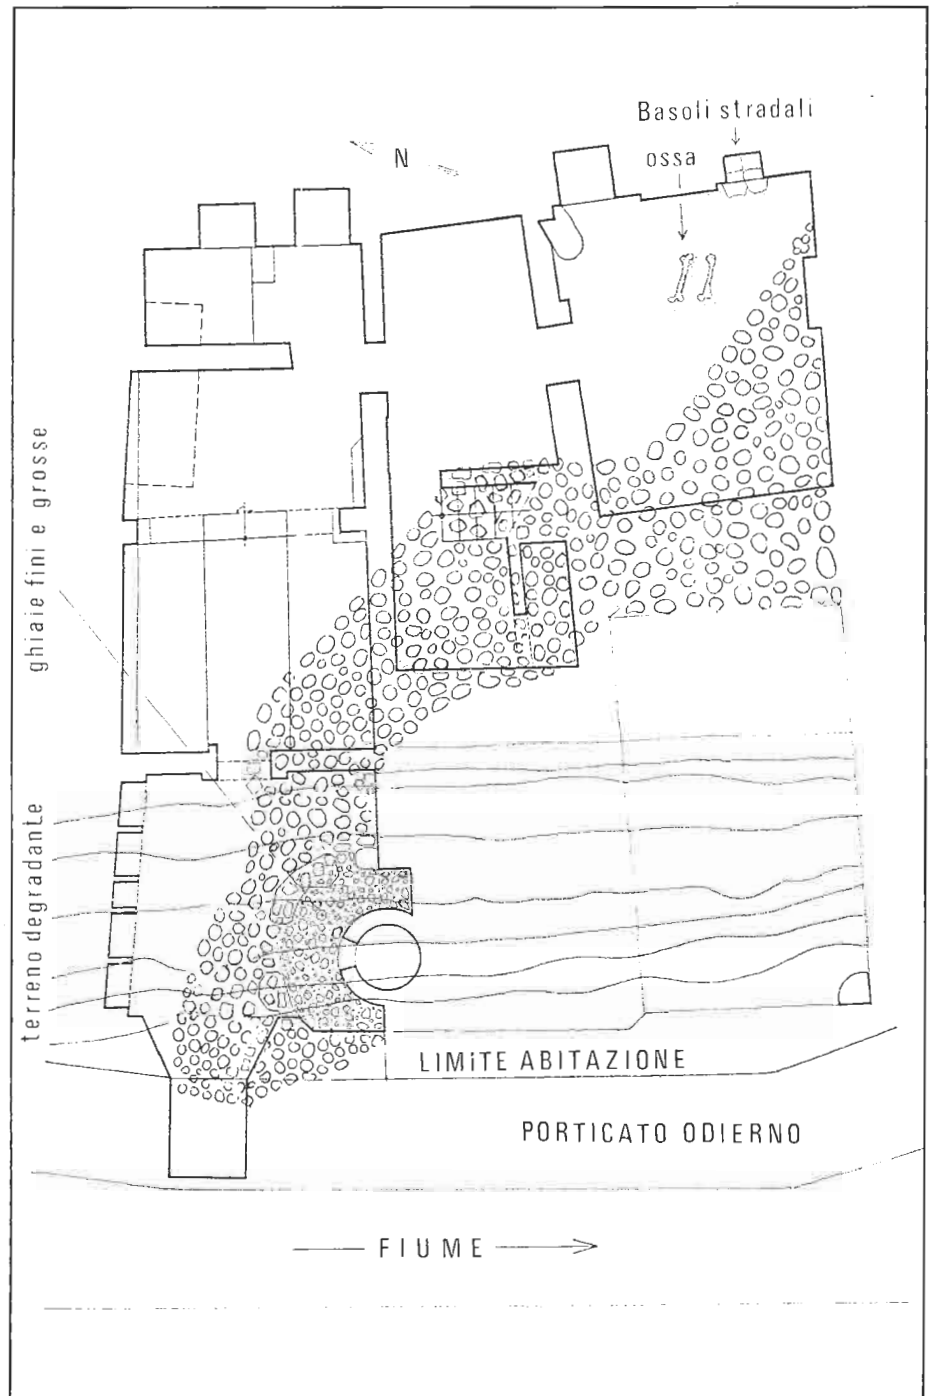 Basoli stradali
ossa
N
ghiaie fini e grosse
terreno degradante
LIMiTE ABITAZIONE
PORTICATO ODIERNO
FIUME